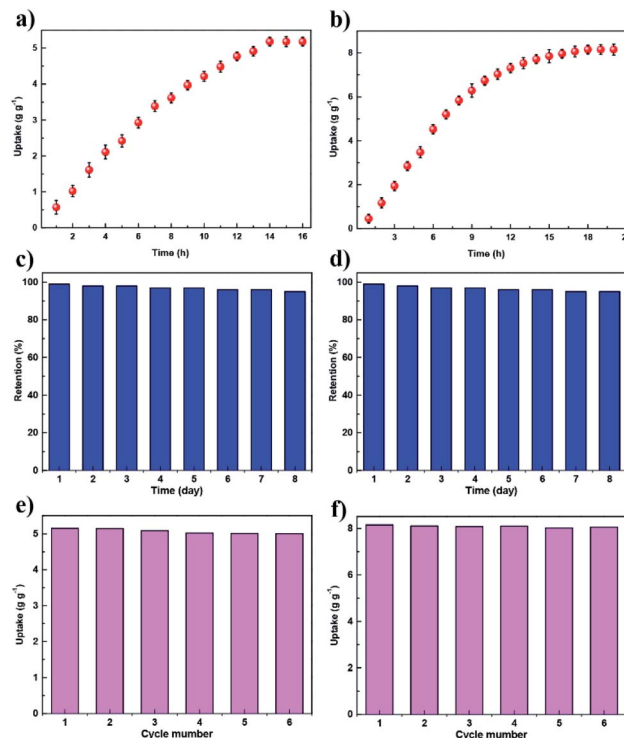 a)
Uptake (g g⁻¹)
5
4
3
2
1
0
2 4 6 8 10 12 14 16
Time (h)
b)
Uptake (g g⁻¹)
8
6
4
2
0
3 6 9 12 15 18 21
Time (h)
c)
Retention (%)
100
80
60
40
20
0
1 2 3 4 5 6 7 8
Time (day)
d)
Retention (%)
100
80
60
40
20
0
1 2 3 4 5 6 7 8
Time (day)
e)
Uptake (g g⁻¹)
5
4
3
2
1
0
1 2 3 4 5 6
Cycle mumber
f)
Uptake (g g⁻¹)
8
6
4
2
0
1 2 3 4 5 6
Cycle mumber